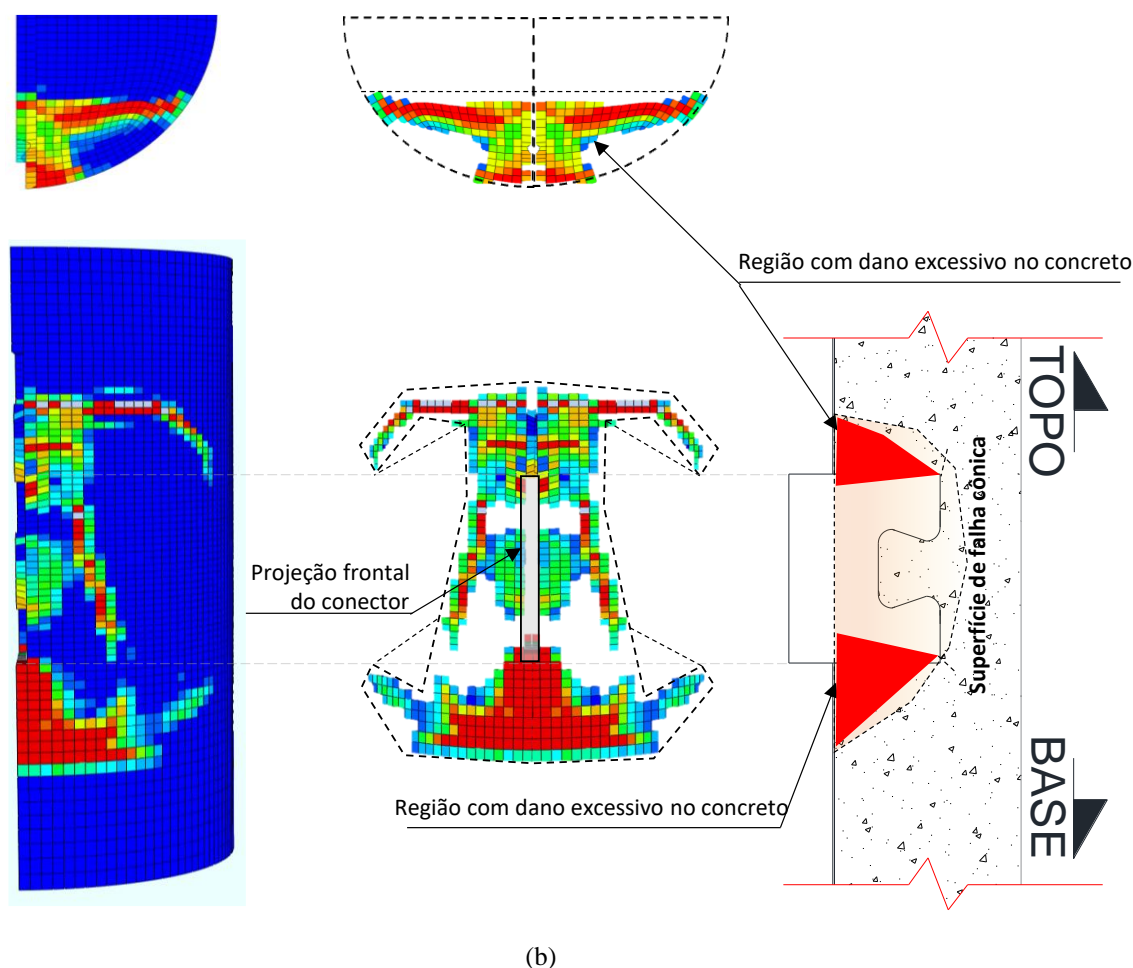 Região com dano excessivo no concreto
TOPO
Superfície de falha cônica
Projeção frontal
do conector
BASE
Região com dano excessivo no concreto
(b)